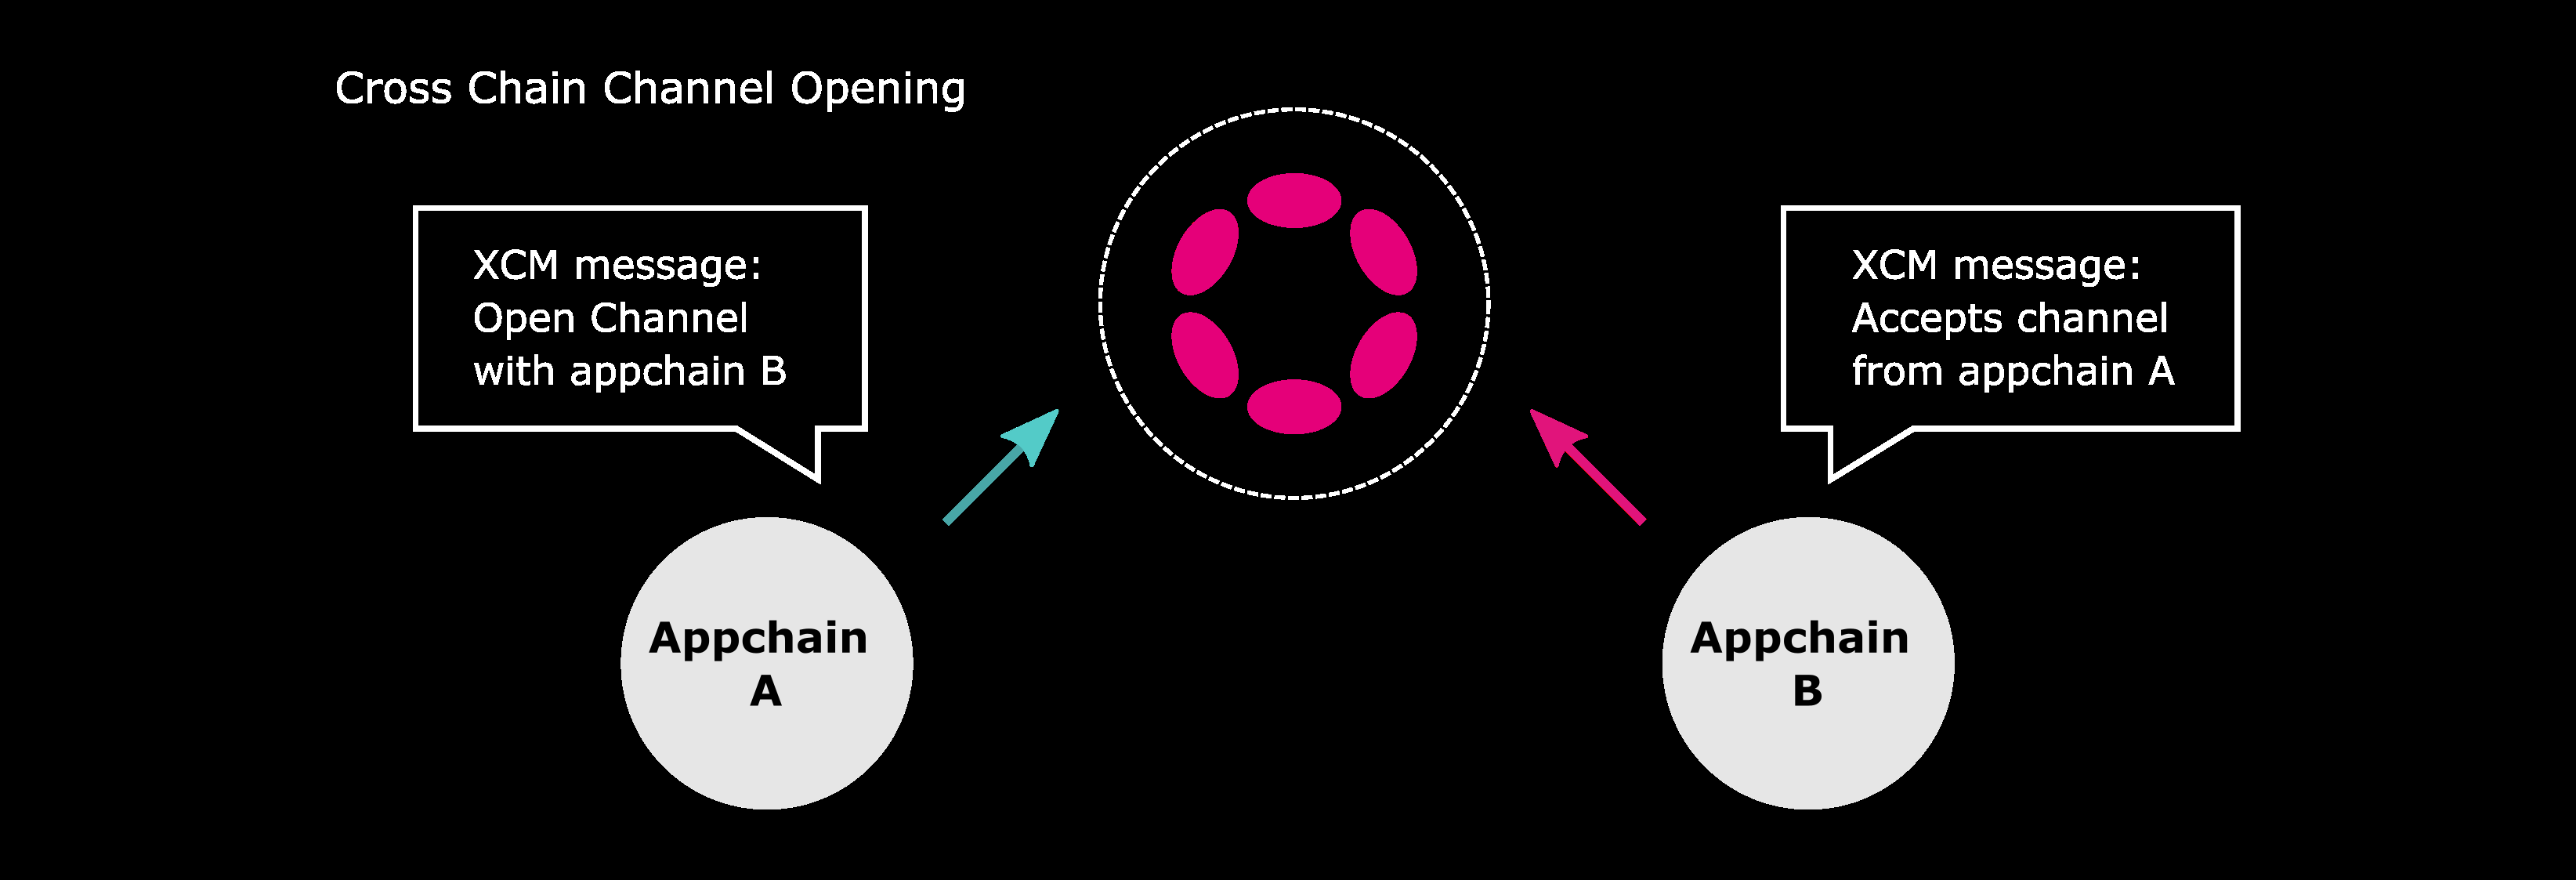 Cross Chain Channel Opening
XCM message:
Open Channel
with appchain B
XCM message:
Accepts channel
from appchain A
Appchain
A
Appchain
B